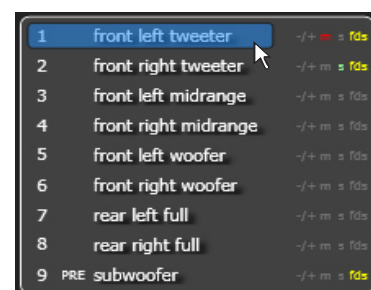 1 front left tweeter -/+ m s fds
2 front right tweeter -/+ m s fds
3 front left midrange -/+ m s fds
4 front right midrange -/+ m s fds
5 front left woofer -/+ m s fds
6 front right woofer -/+ m s fds
7 rear left full -/+ m s fds
8 rear right full -/+ m s fds
9 PRE subwoofer -/+ m s fds